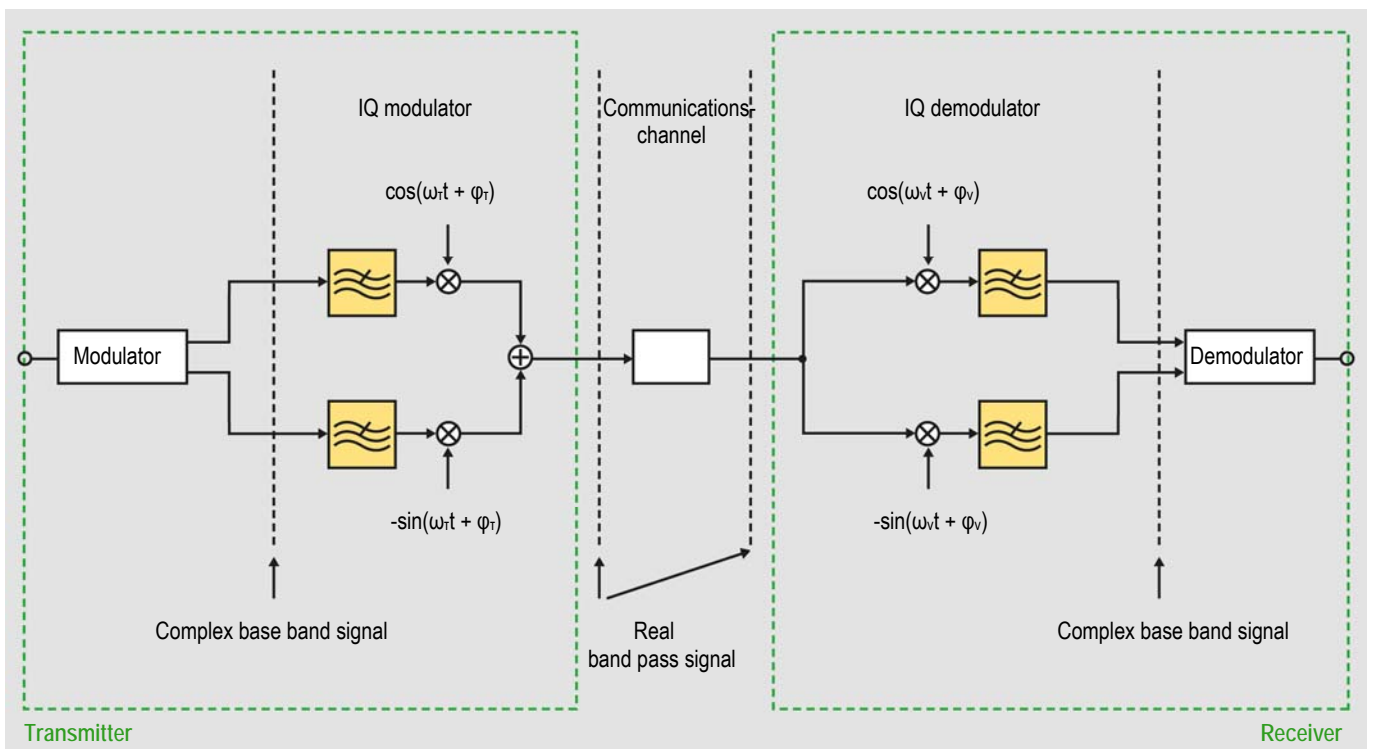 IQ modulator
Communications-
channel
IQ demodulator
cos(ωTt + φT)
cos(ωvt + φv)
Modulator
Demodulator
-sin(ωTt + φT)
-sin(ωvt + φv)
Complex base band signal
Real
band pass signal
Complex base band signal
Transmitter
Receiver